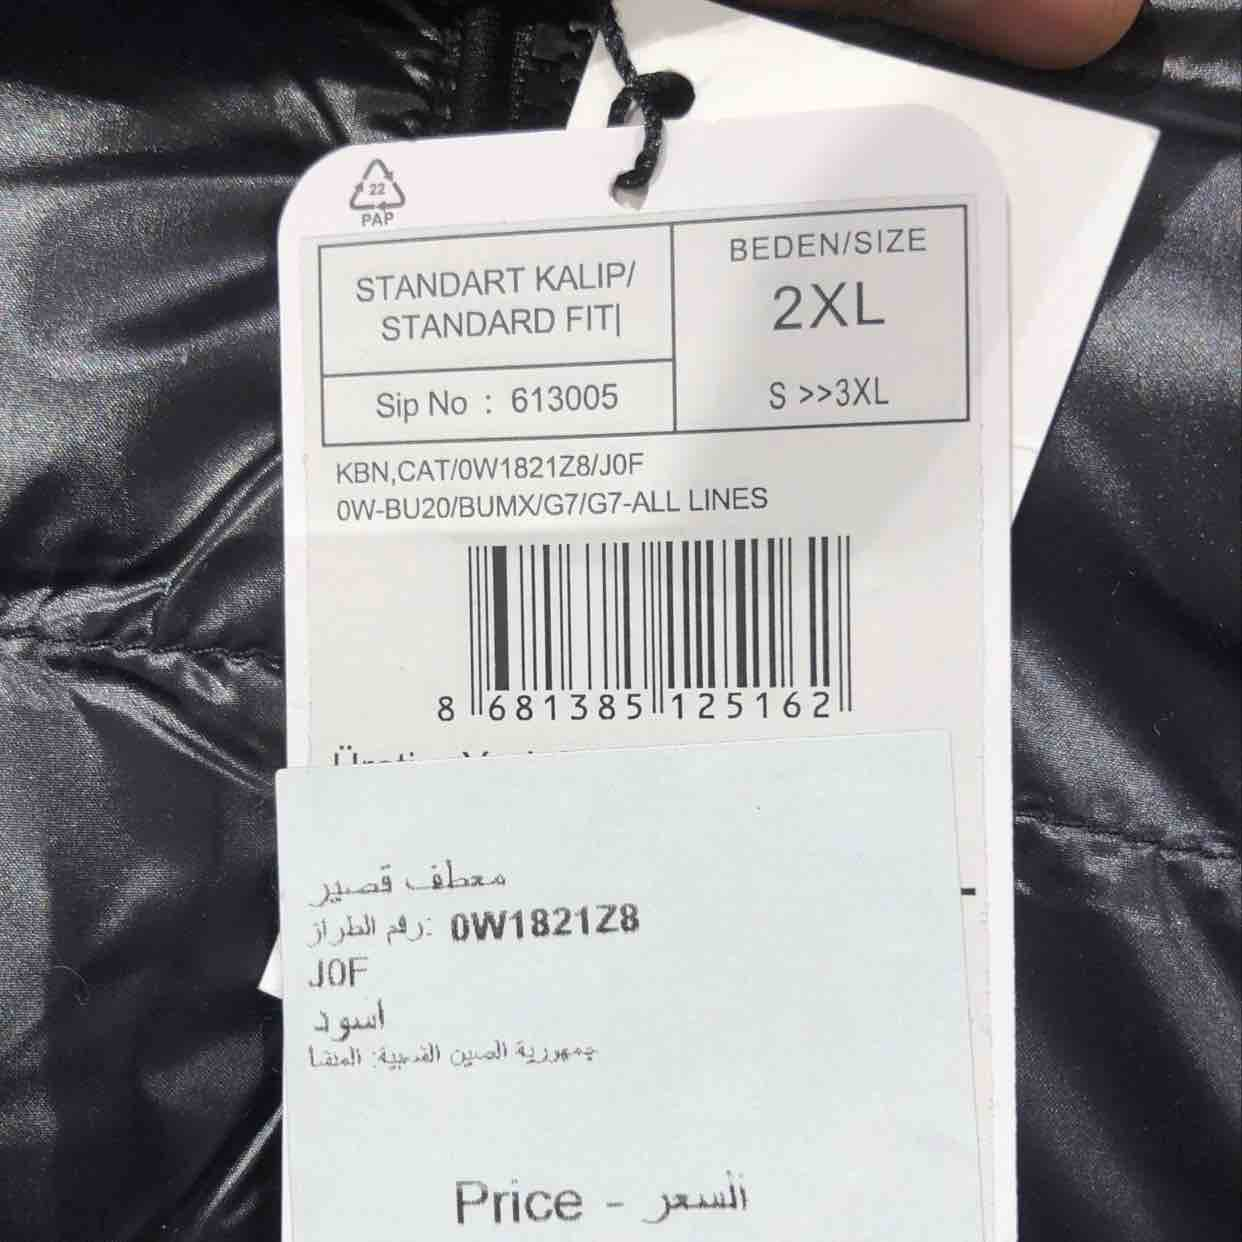 22
PAP
STANDART KALIP/
STANDARD FIT|
BEDEN/SIZE
2XL
Sip No : 613005
S >>3XL
KBN,CAT/0W1821Z8/J0F
0W-BU20/BUMX/G7/G7-ALL LINES
8 681385 125162
معطف قصير
رقم الطراز: 0W1821Z8
J0F
اسود
جمهورية الصين الشعبية: المنشأ
Price - السعر